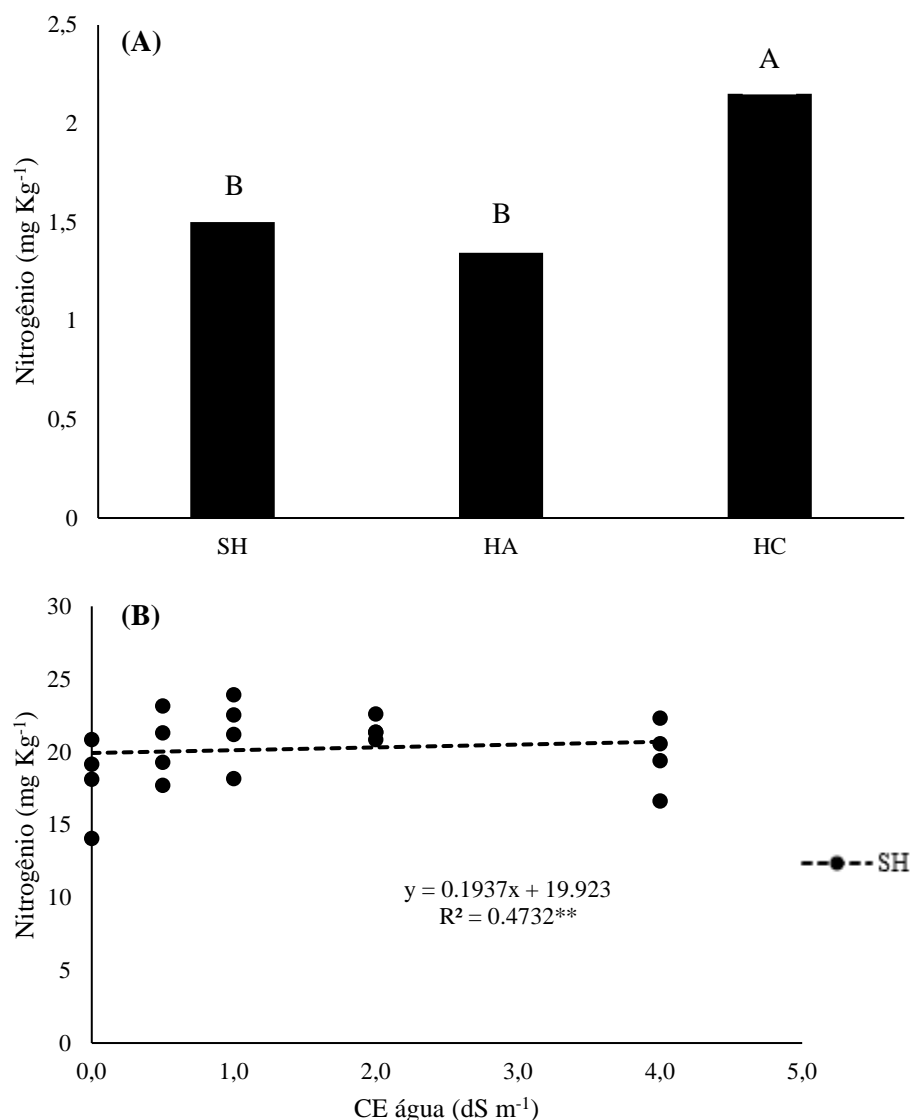 (A)
Nitrogênio (mg Kg⁻¹)
2,5
2
1,5
1
0,5
0
B
B
A
SH HA HC
(B)
Nitrogênio (mg Kg⁻¹)
30
25
20
15
10
5
0
y = 0.1937x + 19.923
R² = 0.4732**
SH
0,0 1,0 2,0 3,0 4,0 5,0
CE água (dS m⁻¹)